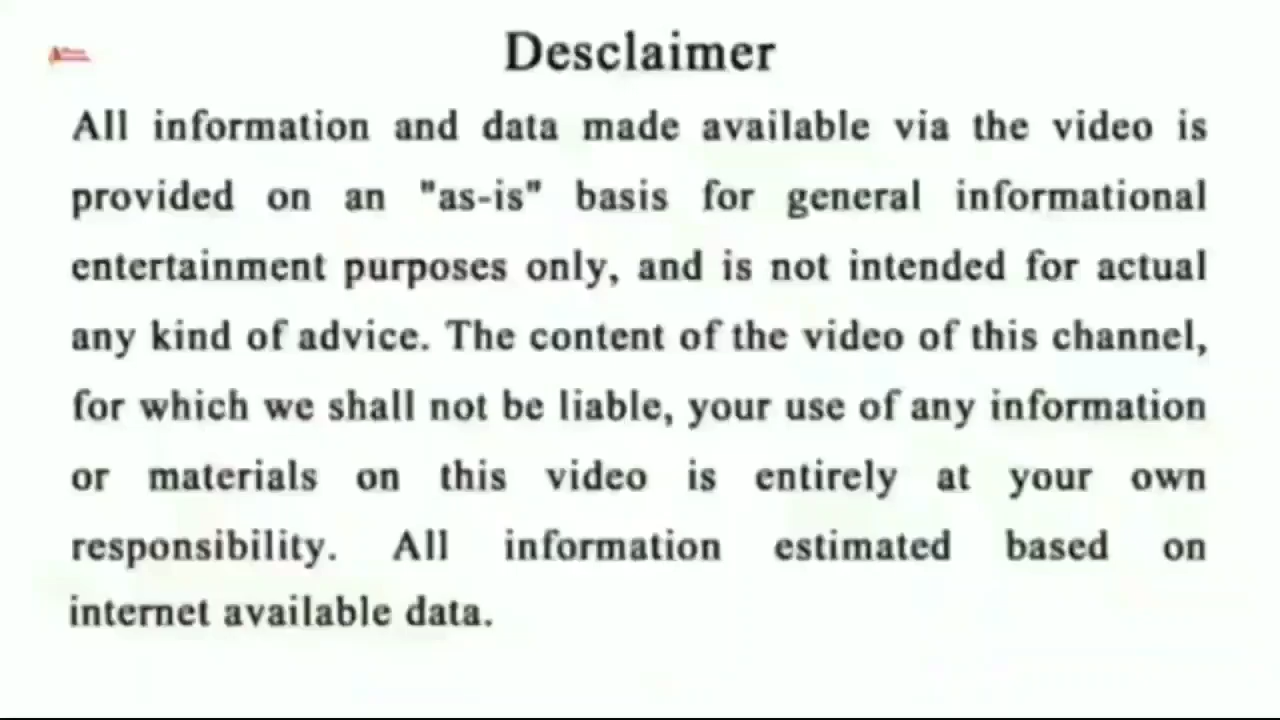 Desclaimer
All information and data made available via the video is
provided on an "as-is" basis for general informational
entertainment purposes only, and is not intended for actual
any kind of advice. The content of the video of this channel,
for which we shall not be liable, your use of any information
or materials on this video is entirely at your own
responsibility. All information estimated based on
internet available data.